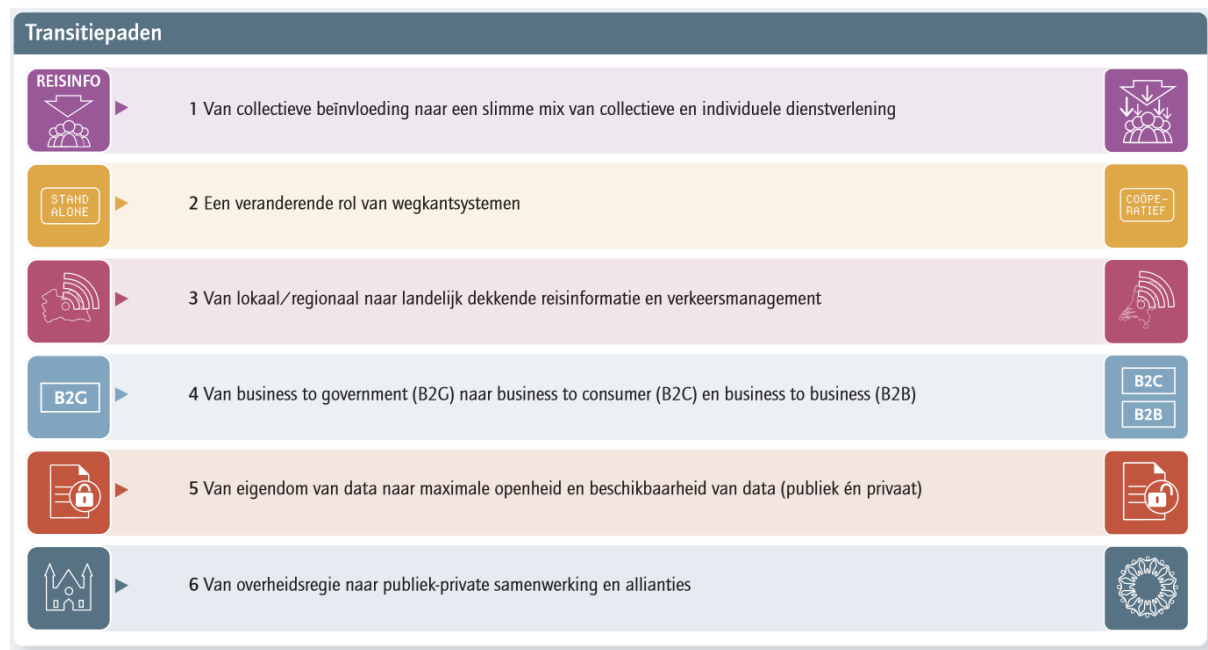 Transitiepaden
REISINFO
1 Van collectieve beïnvloeding naar een slimme mix van collectieve en individuele dienstverlening
STAND
ALONE
2 Een veranderende rol van wegkantsystemen
COÖPE-
RATIEF
3 Van lokaal/regionaal naar landelijk dekkende reisinformatie en verkeersmanagement
B2G
4 Van business to government (B2G) naar business to consumer (B2C) en business to business (B2B)
B2C
B2B
5 Van eigendom van data naar maximale openheid en beschikbaarheid van data (publiek én privaat)
6 Van overheidsregie naar publiek-private samenwerking en allianties